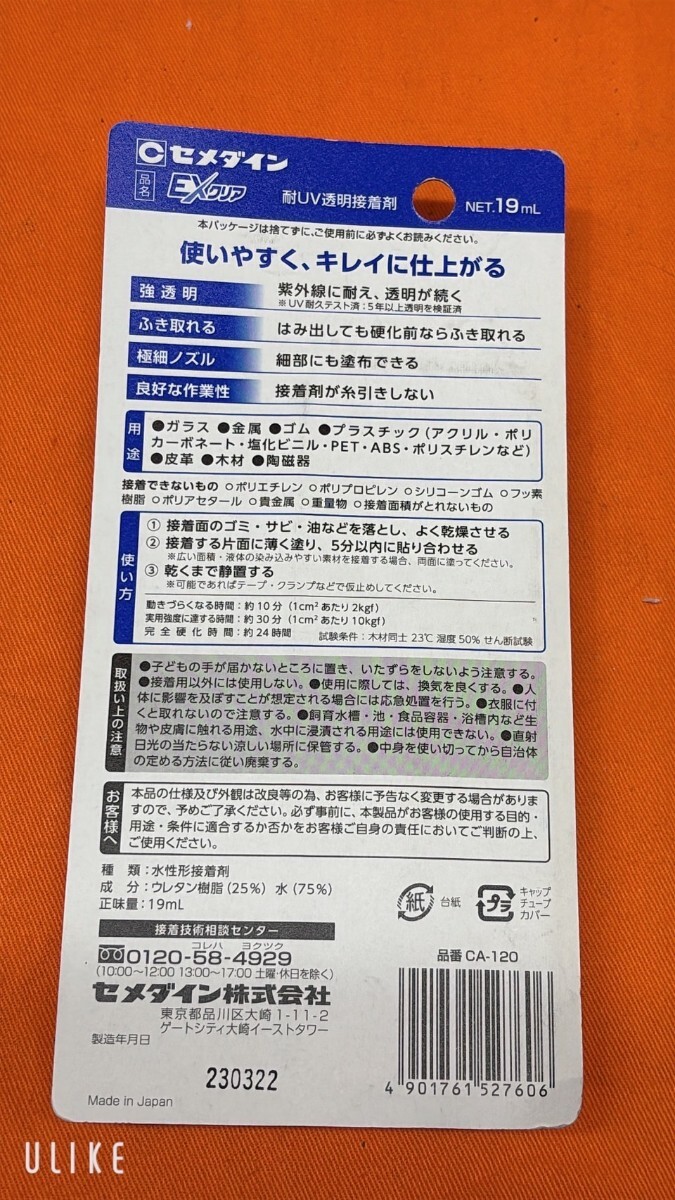 C セメダイン
品名 EXクリア 耐UV透明接着剤 NET.19mL
本パッケージは捨てずに、ご使用前に必ずよくお読みください。
使いやすく、キレイに仕上がる
強透明 紫外線に耐え、透明が続く
※UV耐久テスト済：5年以上透明を検証済
ふき取れる はみ出しても硬化前ならふき取れる
極細ノズル 細部にも塗布できる
良好な作業性 接着剤が糸引きしない
用途 ●ガラス ●金属 ●ゴム ●プラスチック（アクリル・ポリ
カーボネート・塩化ビニル・PET・ABS・ポリスチレンなど）
●皮革 ●木材 ●陶磁器
接着できないもの ○ポリエチレン ○ポリプロピレン ○シリコーンゴム ○フッ素
樹脂 ○ポリアセタール ○貴金属 ○重量物 ○接着面積がとれないもの
使い方
① 接着面のゴミ・サビ・油などを落とし、よく乾燥させる
② 接着する片面に薄く塗り、5分以内に貼り合わせる
※広い面積・液体の染み込みやすい素材を接着する場合、両面に塗ってください。
③ 乾くまで静置する
※可能であればテープ・クランプなどで仮止めしてください。
動きづらくなる時間：約10分（1cm²あたり2kgf）
実用強度に達する時間：約30分（1cm²あたり10kgf）
完全硬化時間：約24時間 試験条件：木材同士 23℃ 湿度50% せん断試験
取扱い上の注意
●子どもの手が届かないところに置き、いたずらをしないよう注意する。
●接着用以外には使用しない。●使用に際しては、換気を良くする。●人
体に影響を及ぼすことが想定される場合には応急処置を行う。●衣服に付
くと取れないので注意する。●飼育水槽・池・食品容器・浴槽内など生
物や皮膚に触れる用途、水中に浸漬される用途には使用できない。●直射
日光の当たらない涼しい場所に保管する。●中身を使い切ってから自治体
の定める方法に従い廃棄する。
お客様へ
本品の仕様及び外観は改良等の為、お客様に予告なく変更する場合がありま
すので、予めご了承ください。必ず事前に、本製品がお客様の使用する目的・
用途・条件に適合するか否かをお客様ご自身の責任においてご判断の上、
ご使用ください。
種 類：水性形接着剤
成 分：ウレタン樹脂（25%） 水（75%）
正味量：19mL
紙 台紙
プラ キャップ
チューブ
カバー
接着技術相談センター
コレハ ヨクツク
0120-58-4929
（10:00〜12:00 13:00〜17:00 土曜・休日を除く）
セメダイン株式会社
東京都品川区大崎1-11-2
ゲートシティ大崎イーストタワー
製造年月日
230322
Made in Japan
品番 CA-120
4 901761 527606
ULIKE